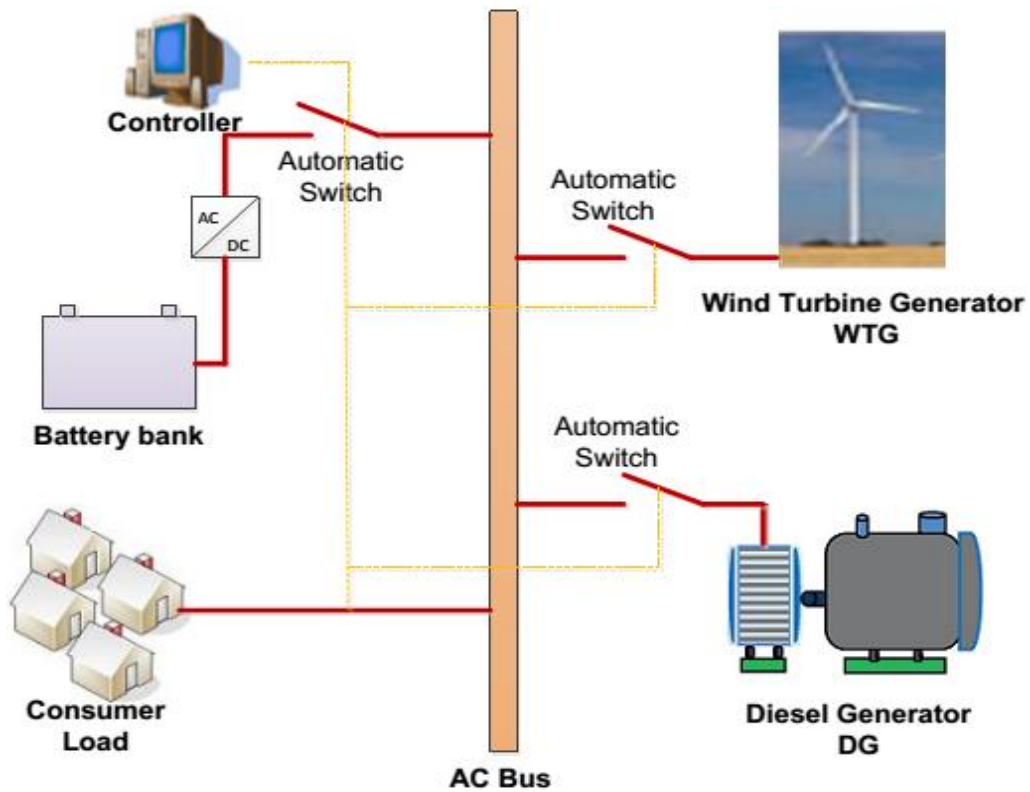 Controller
Automatic
Switch
AC
DC
Battery bank
Automatic
Switch
Wind Turbine Generator
WTG
Automatic
Switch
Consumer
Load
Diesel Generator
DG
AC Bus